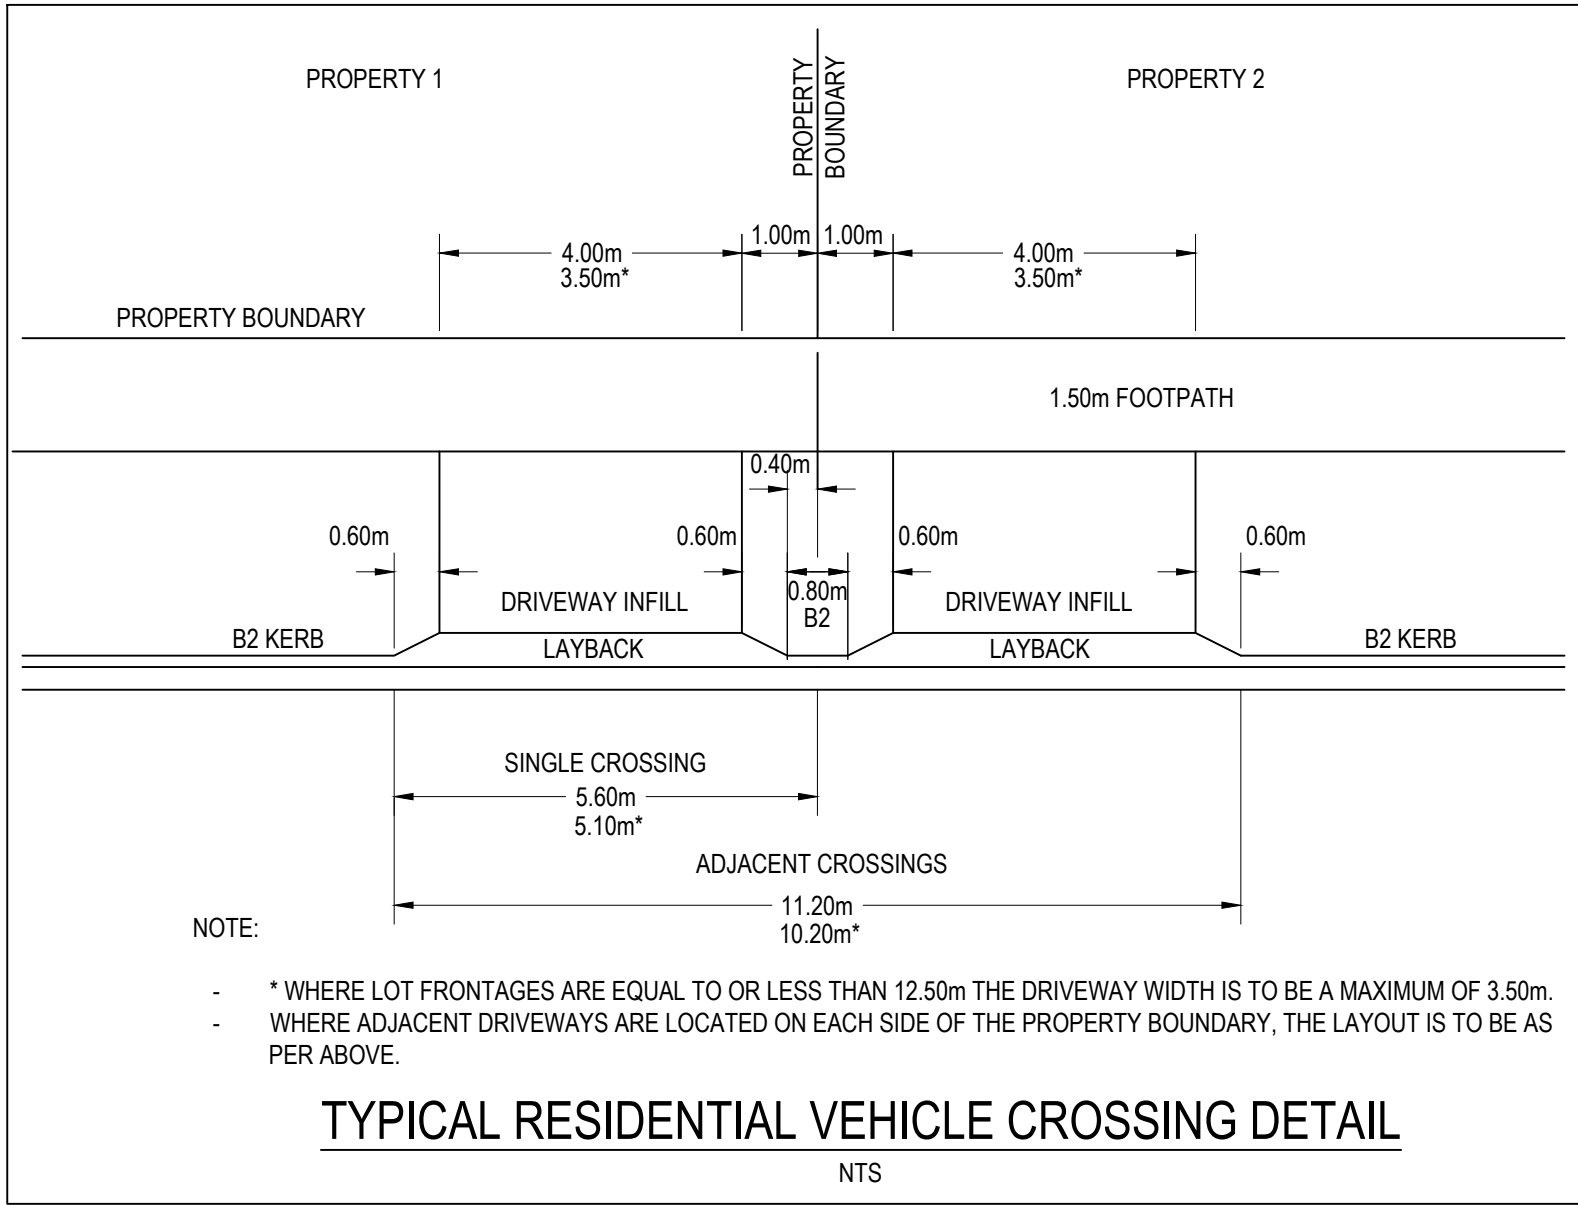 PROPERTY 1
PROPERTY
BOUNDARY
PROPERTY 2
4.00m
3.50m*
1.00m
1.00m
4.00m
3.50m*
PROPERTY BOUNDARY
1.50m FOOTPATH
0.40m
0.60m
0.60m
0.60m
0.60m
DRIVEWAY INFILL
0.80m
B2
DRIVEWAY INFILL
B2 KERB
LAYBACK
LAYBACK
B2 KERB
SINGLE CROSSING
5.60m
5.10m*
ADJACENT CROSSINGS
11.20m
10.20m*
NOTE:
- * WHERE LOT FRONTAGES ARE EQUAL TO OR LESS THAN 12.50m THE DRIVEWAY WIDTH IS TO BE A MAXIMUM OF 3.50m.
- WHERE ADJACENT DRIVEWAYS ARE LOCATED ON EACH SIDE OF THE PROPERTY BOUNDARY, THE LAYOUT IS TO BE AS
PER ABOVE.
TYPICAL RESIDENTIAL VEHICLE CROSSING DETAIL
NTS